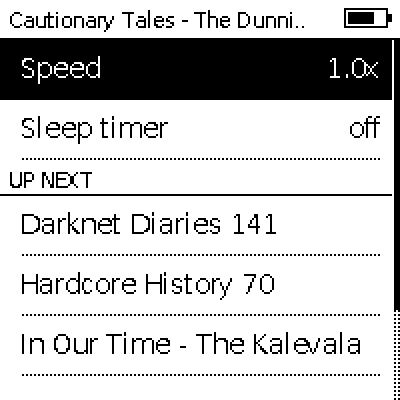 Cautionary Tales - The Dunni..
Speed 1.0x
Sleep timer off
UP NEXT
Darknet Diaries 141
Hardcore History 70
In Our Time - The Kalevala